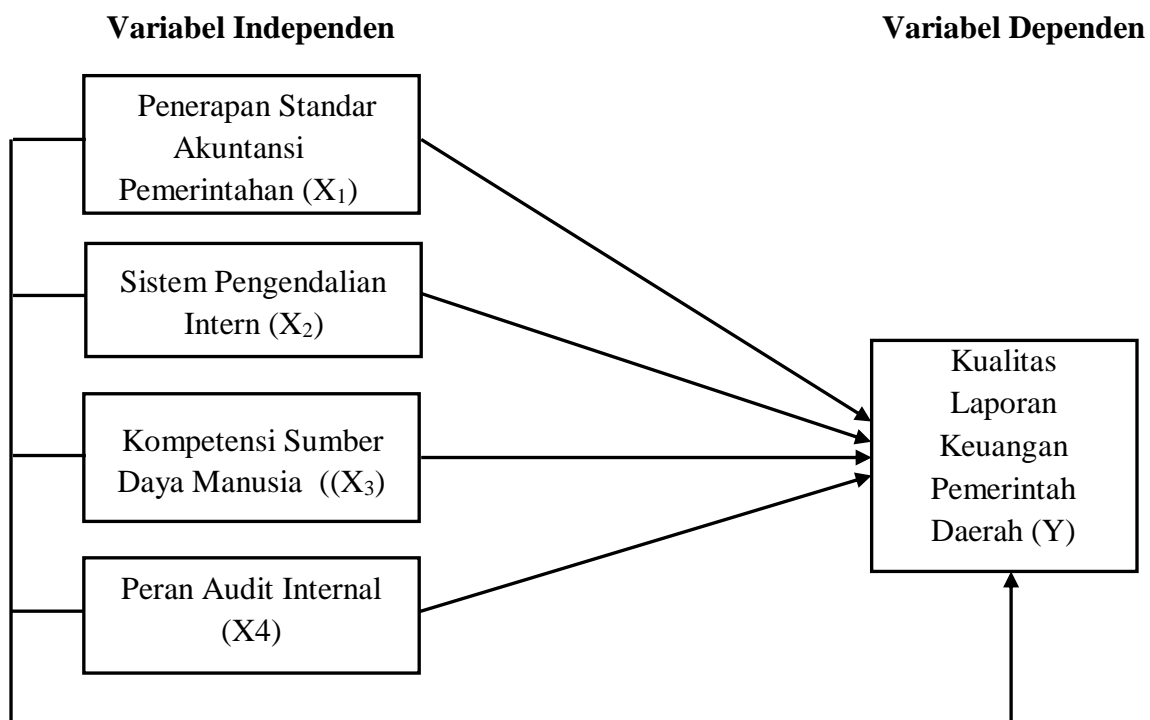 Variabel Independen
Variabel Dependen
Penerapan Standar
Akuntansi
Pemerintahan (X₁)
Sistem Pengendalian
Intern (X₂)
Kompetensi Sumber
Daya Manusia ((X₃)
Peran Audit Internal
(X4)
Kualitas
Laporan
Keuangan
Pemerintah
Daerah (Y)